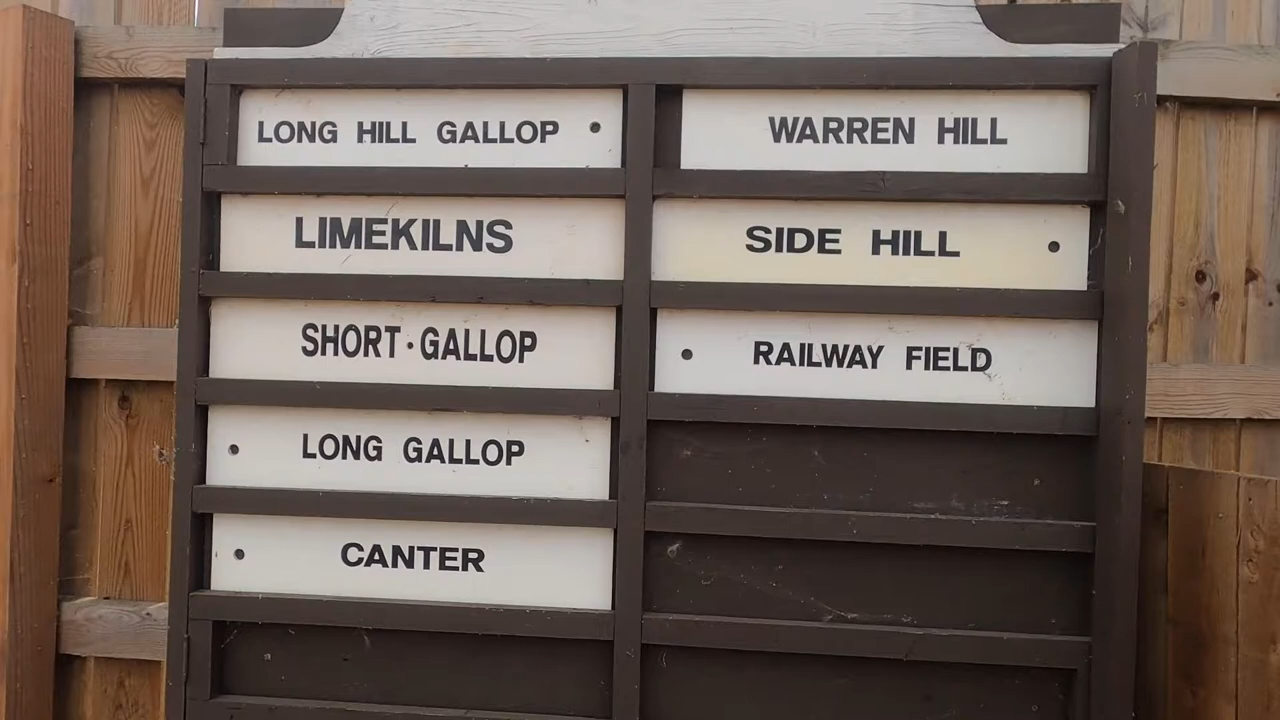 LONG HILL GALLOP
LIMEKILNS
SHORT GALLOP
LONG GALLOP
CANTER
WARREN HILL
SIDE HILL
RAILWAY FIELD